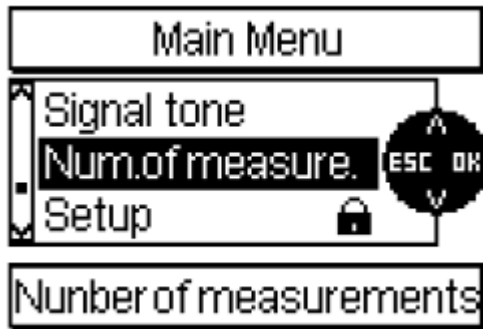 Main Menu
Signal tone
Num.of measure.
ESC OK
Setup
Nunber of measurements